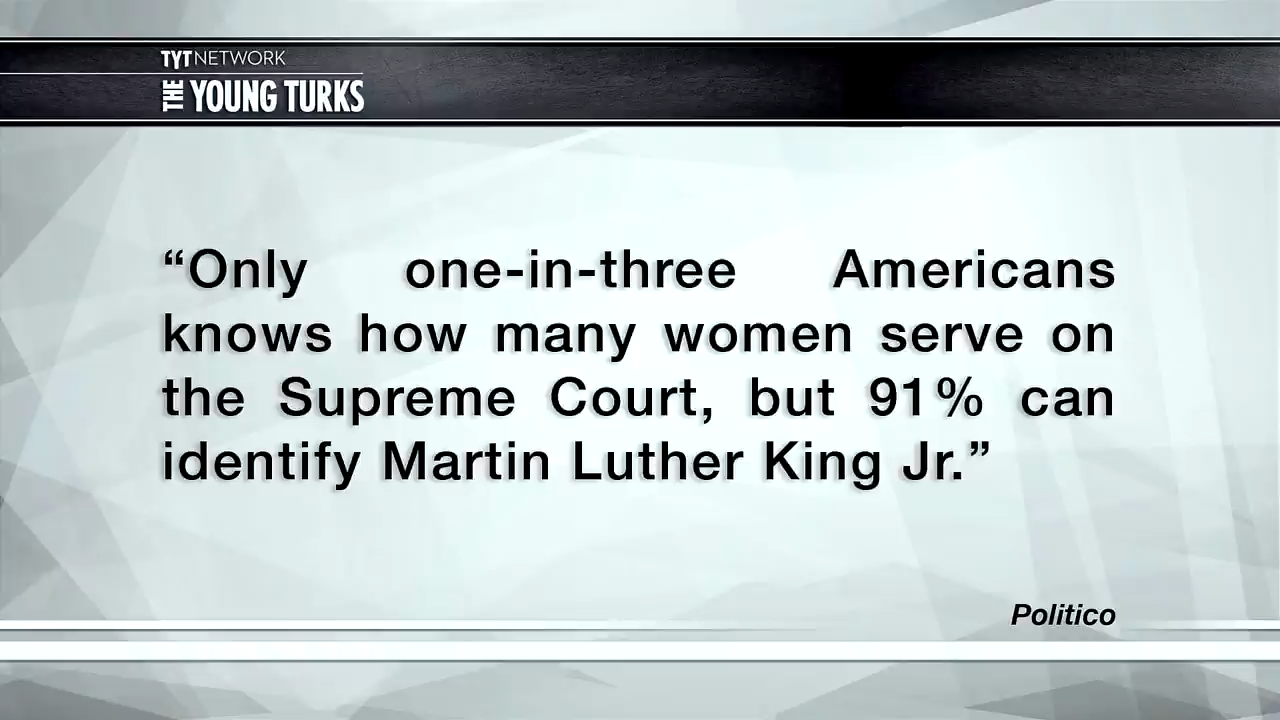 TYT NETWORK
THE YOUNG TURKS
“Only one-in-three Americans
knows how many women serve on
the Supreme Court, but 91% can
identify Martin Luther King Jr.”
Politico